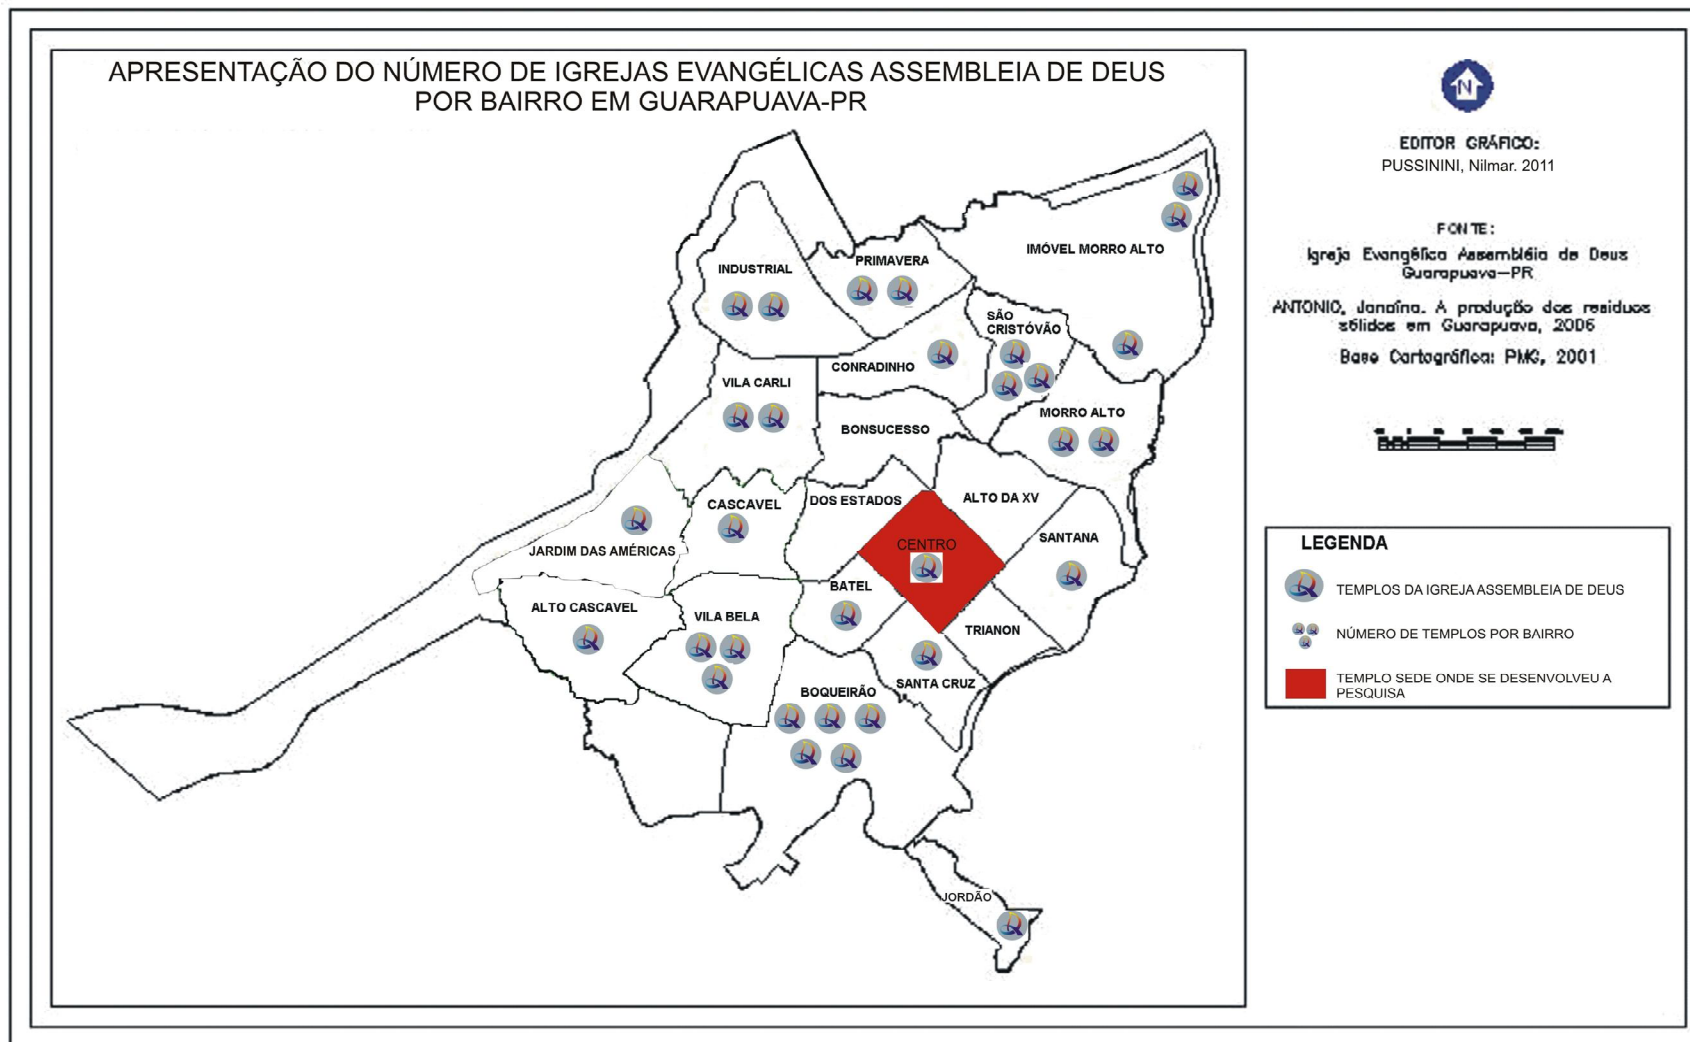 APRESENTAÇÃO DO NÚMERO DE IGREJAS EVANGÉLICAS ASSEMBLEIA DE DEUS
POR BAIRRO EM GUARAPUAVA-PR
N
EDITOR GRÁFICO:
PUSSININI, Nilmar. 2011
FONTE:
Igreja Evangélica Assembléia de Deus
Guarapuava-PR
ANTONIO, Janaína. A produção dos resíduos
sólidos em Guarapuava, 2006
Base Cartográfica: PMG, 2001
IMÓVEL MORRO ALTO
PRIMAVERA
INDUSTRIAL
SÃO
CRISTÓVÃO
CONRADINHO
VILA CARLI
MORRO ALTO
BONSUCESSO
ALTO DA XV
DOS ESTADOS
CASCAVEL
SANTANA
CENTRO
JARDIM DAS AMÉRICAS
BATEL
ALTO CASCAVEL
VILA BELA
TRIANON
SANTA CRUZ
BOQUEIRÃO
JORDÃO
LEGENDA
TEMPLOS DA IGREJA ASSEMBLEIA DE DEUS
NÚMERO DE TEMPLOS POR BAIRRO
TEMPLO SEDE ONDE SE DESENVOLVEU A
PESQUISA